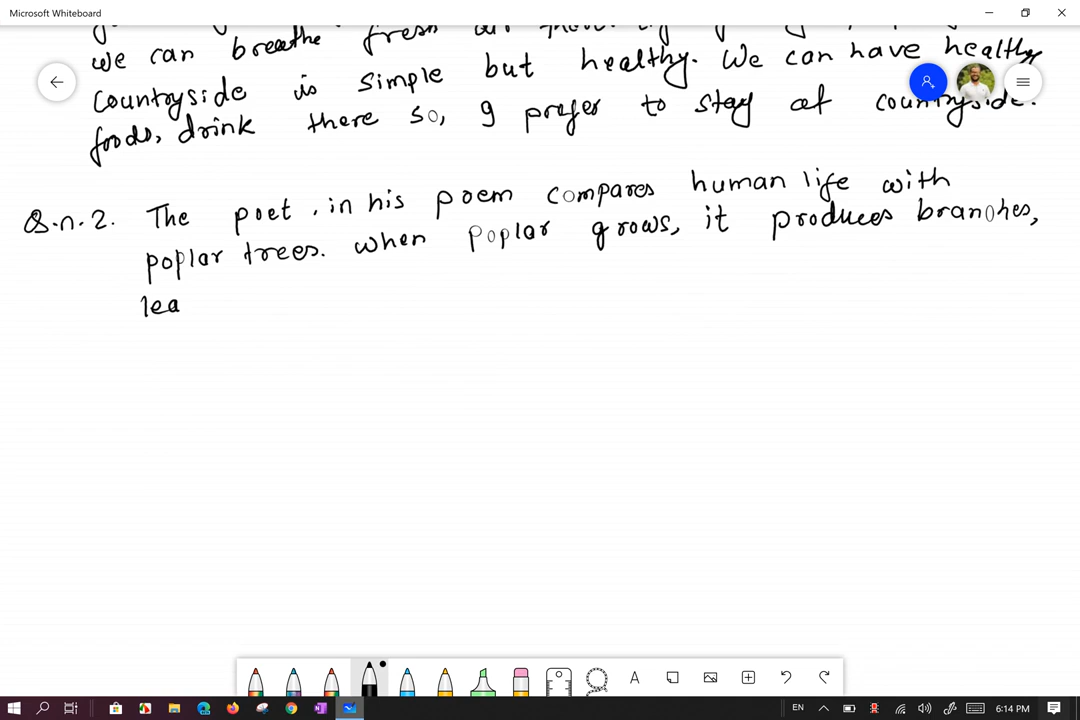 Microsoft Whiteboard
we can breathe fresh
countryside is simple but healthy. We can have healthy
foods, drink there so, I prefer to stay at countryside.
Q.n.2. The poet, in his poem compares human life with
poplar trees. when poplar grows, it produces branches,
lea
EN 6:14 PM